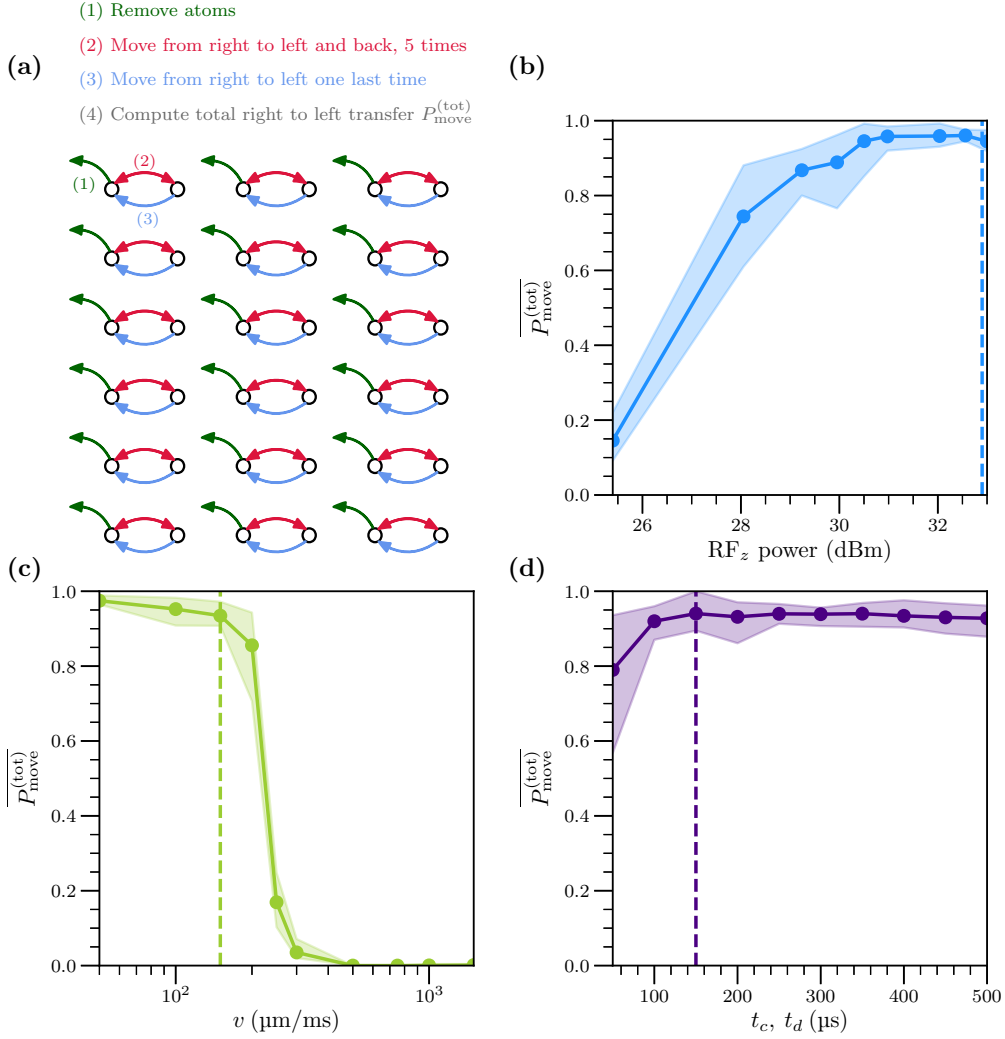 (1) Remove atoms
(2) Move from right to left and back, 5 times
(3) Move from right to left one last time
(4) Compute total right to left transfer P_move^(tot)
(a)
(2)
(1)
(3)
(b)
1.0
0.8
0.6
0.4
0.2
0.0
P_move^(tot)
26 28 30 32
RF_z power (dBm)
(c)
1.0
0.8
0.6
0.4
0.2
0.0
P_move^(tot)
10² 10³
v (µm/ms)
(d)
1.0
0.8
0.6
0.4
0.2
0.0
P_move^(tot)
100 200 300 400 500
t_c, t_d (µs)